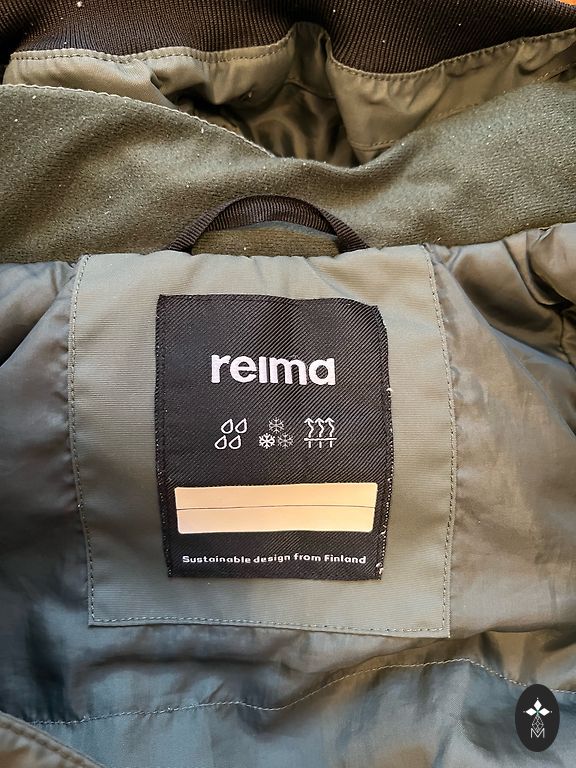 reima
Sustainable design from Finland
M